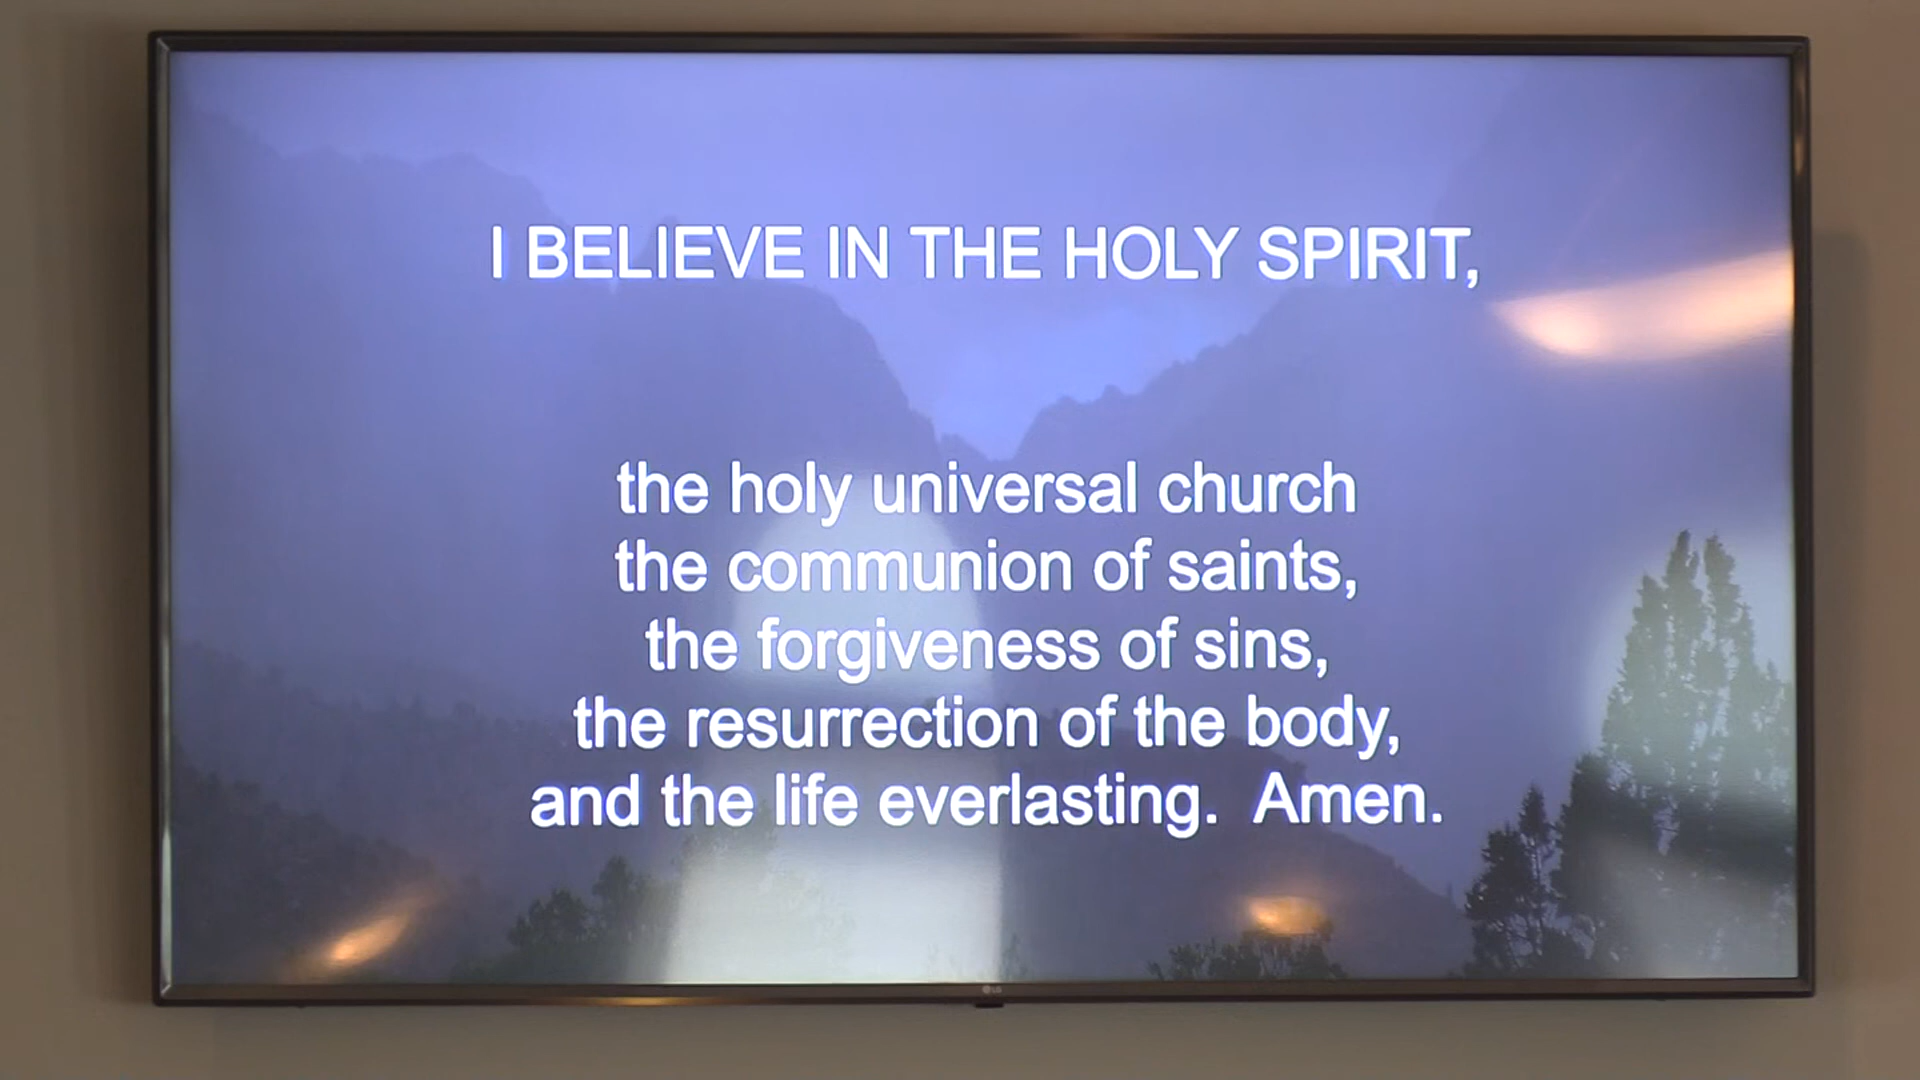 I BELIEVE IN THE HOLY SPIRIT,
the holy universal church
the communion of saints,
the forgiveness of sins,
the resurrection of the body,
and the life everlasting.  Amen.
LG